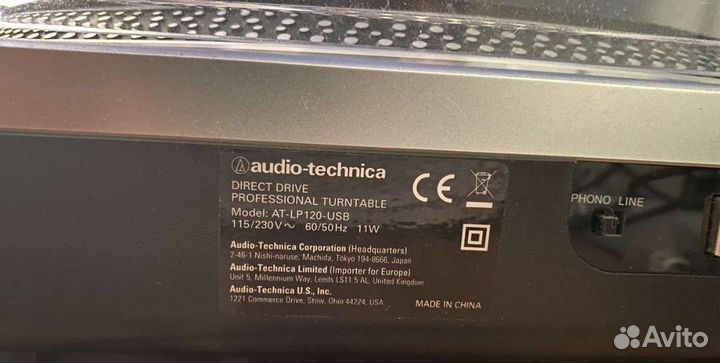 audio-technica
DIRECT DRIVE
PROFESSIONAL TURNTABLE
Model: AT-LP120-USB
115/230V ~ 60/50Hz 11W
Audio-Technica Corporation (Headquarters)
2-46-1 Nishi-naruse, Machida, Tokyo 194-8666, Japan
Audio-Technica Limited (Importer for Europe)
Unit 5, Millennium Way, Leeds LS11 5 AL, United Kingdom
Audio-Technica U.S., Inc.
1221 Commerce Drive, Stow, Ohio 44224, USA
CE
MADE IN CHINA
PHONO LINE
Avito